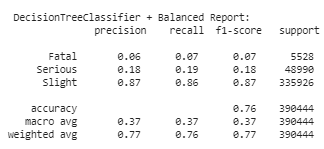 DecisionTreeClassifier + Balanced Report:
precision recall f1-score support
Fatal 0.06 0.07 0.07 5528
Serious 0.18 0.19 0.18 48990
Slight 0.87 0.86 0.87 335926
accuracy 0.76 390444
macro avg 0.37 0.37 0.37 390444
weighted avg 0.77 0.76 0.77 390444